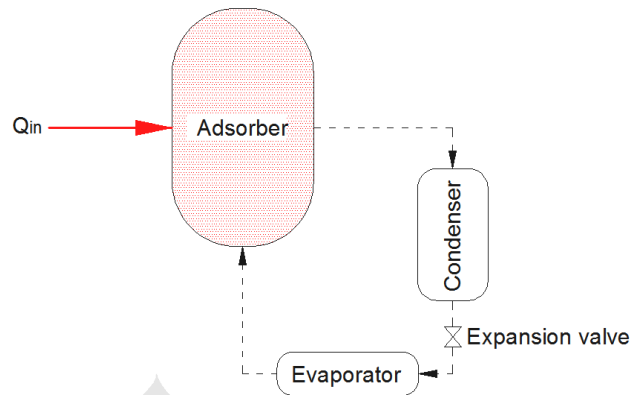 Qin
Adsorber
Condenser
Expansion valve
Evaporator